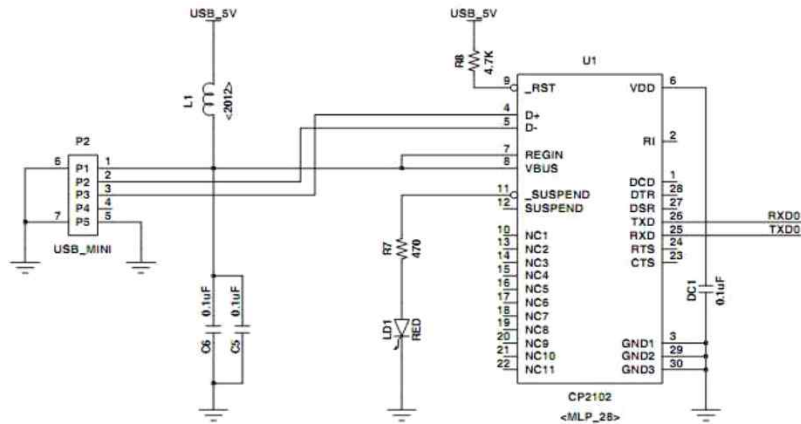 USB_5V
USB_5V
L1
<2012>
R8
4.7K
U1
9 _RST
VDD 6
4 D+
5 D-
RI 2
P2
6 P1 1
P2 2
P3 3
P4 4
7 P5 5
USB_MINI
7 REGIN
8 VBUS
DCD 1
DTR 28
DSR 27
TXD 26 RXD0
RXD 25 TXD0
RTS 24
CTS 23
11 _SUSPEND
12 SUSPEND
R7
470
10 NC1
13 NC2
14 NC3
15 NC4
16 NC5
17 NC6
18 NC7
19 NC8
20 NC9
21 NC10
22 NC11
0.1uF
C6
0.1uF
C5
LD1
RED
DC1
0.1uF
GND1 3
GND2 29
GND3 30
CP2102
<MLP_28>